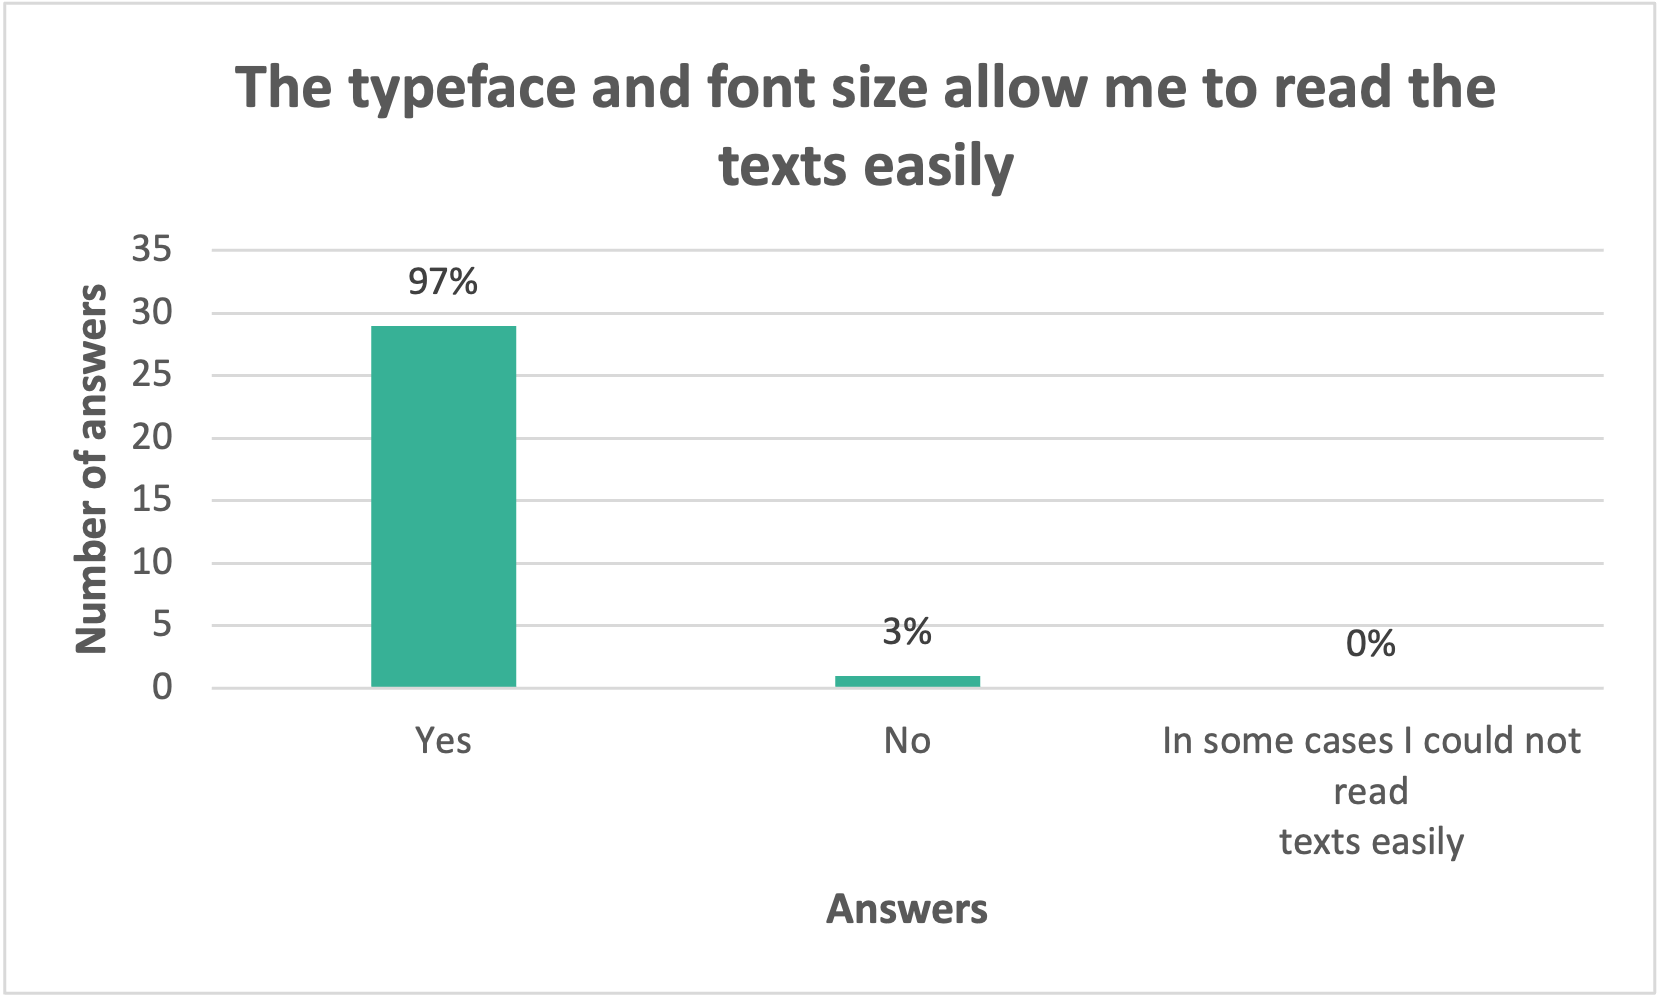 The typeface and font size allow me to read the
texts easily
35
97%
30
25
20
15
10
5
3%
0%
0
Number of answers
Yes
No
In some cases I could not
read
texts easily
Answers